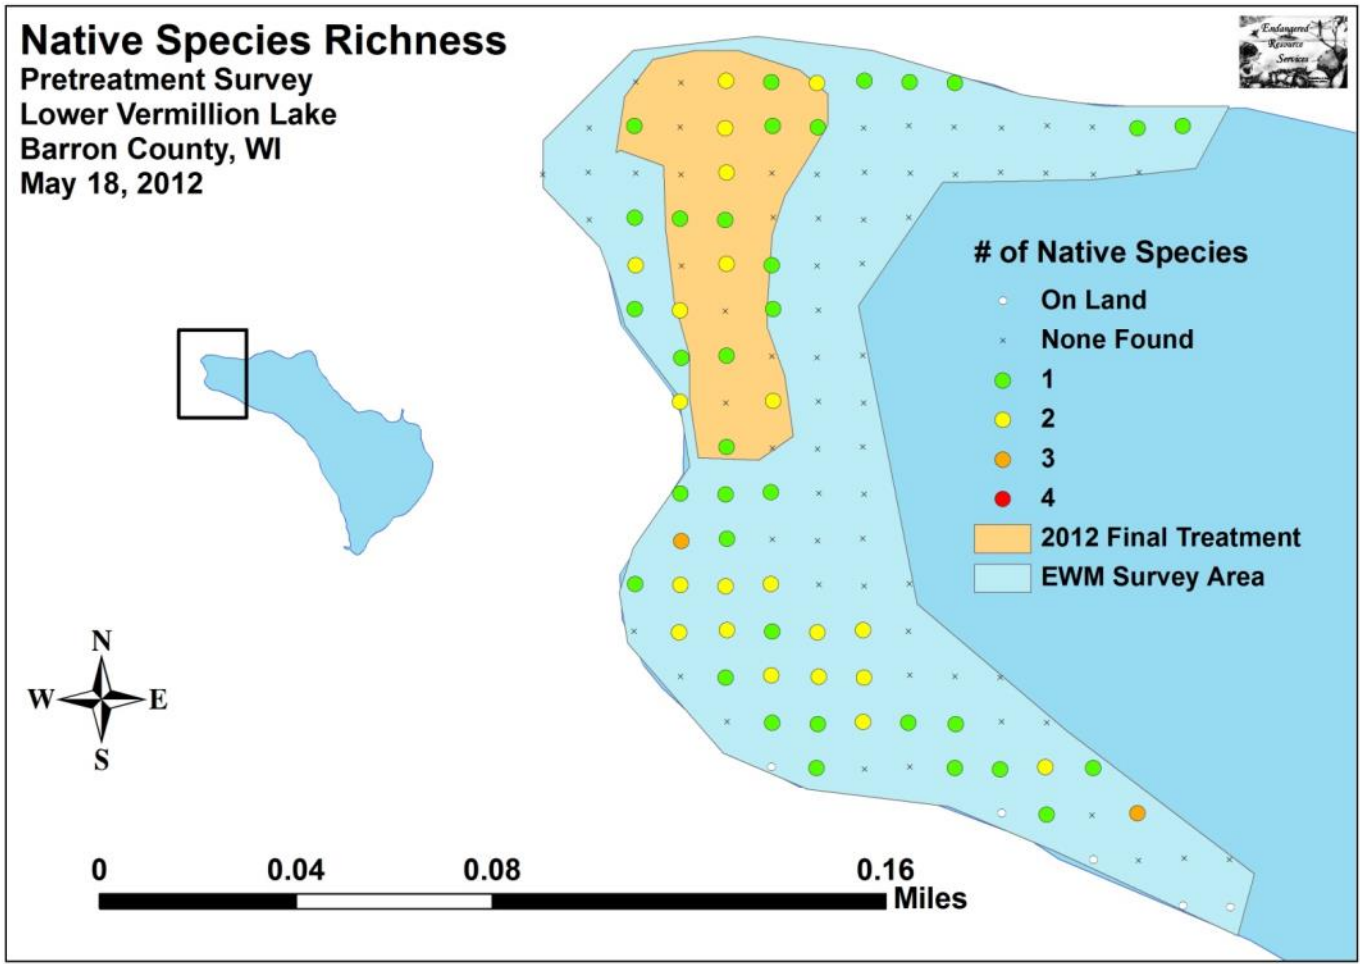 Native Species Richness
Pretreatment Survey
Lower Vermillion Lake
Barron County, WI
May 18, 2012
Endangered
Resource
Services
# of Native Species
On Land
None Found
1
2
3
4
2012 Final Treatment
EWM Survey Area
N
W E
S
0 0.04 0.08 0.16
Miles